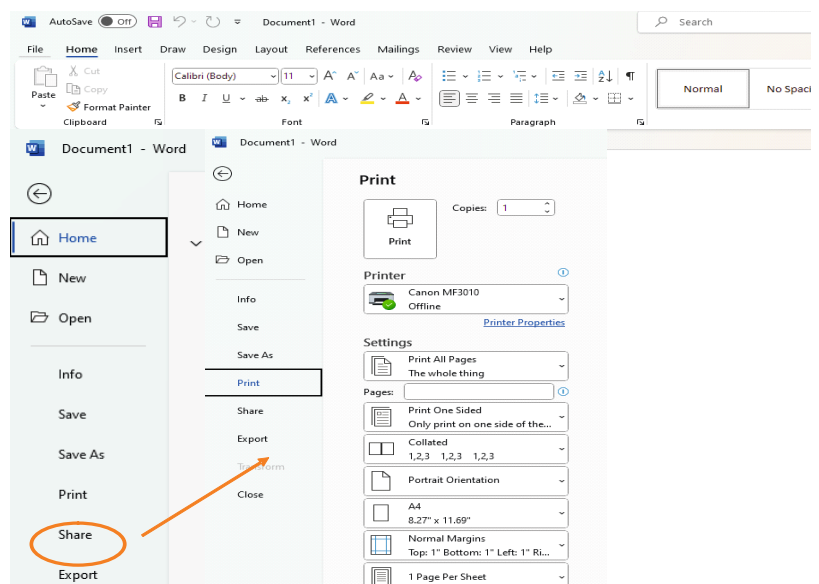 AutoSave Off Document1 - Word Search
File Home Insert Draw Design Layout References Mailings Review View Help
Paste Cut Copy Format Painter
Calibri (Body) 11 A A Aa A
B I U ab x₂ x² A A
Normal No Spaci
Clipboard Font Paragraph
Document1 - Word
Home
New
Open
Info
Save
Save As
Print
Share
Export
Document1 - Word
Home
New
Open
Info
Save
Save As
Print
Share
Export
Transform
Close
Print
Print
Copies: 1
Printer
Canon MF3010
Offline
Printer Properties
Settings
Print All Pages
The whole thing
Pages:
Print One Sided
Only print on one side of the...
Collated
1,2,3 1,2,3 1,2,3
Portrait Orientation
A4
8.27" x 11.69"
Normal Margins
Top: 1" Bottom: 1" Left: 1" Ri...
1 Page Per Sheet